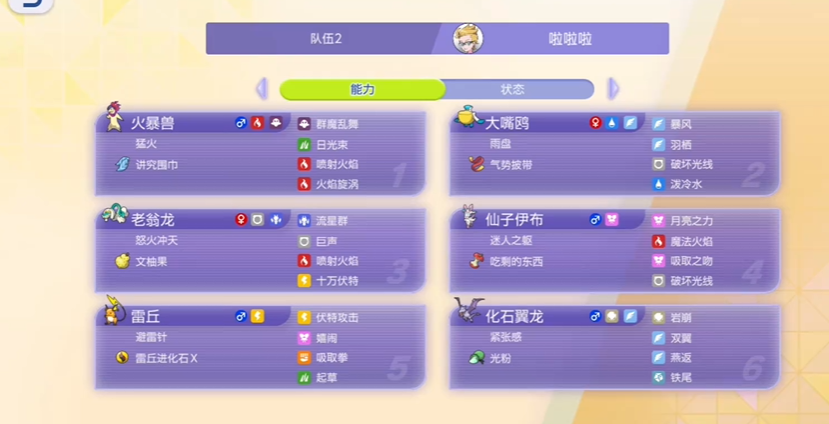 队伍2
啦啦啦
能力
状态
火暴兽
猛火
讲究围巾
群魔乱舞
日光束
喷射火焰
火焰旋涡
1
大嘴鸥
雨盘
气势披带
暴风
羽栖
破坏光线
泼冷水
2
老翁龙
怒火冲天
文柚果
流星群
巨声
喷射火焰
十万伏特
3
仙子伊布
迷人之躯
吃剩的东西
月亮之力
魔法火焰
吸取之吻
破坏光线
4
雷丘
避雷针
雷丘进化石X
伏特攻击
嬉闹
吸取拳
起草
5
化石翼龙
紧张感
光粉
岩崩
双翼
燕返
铁尾
6